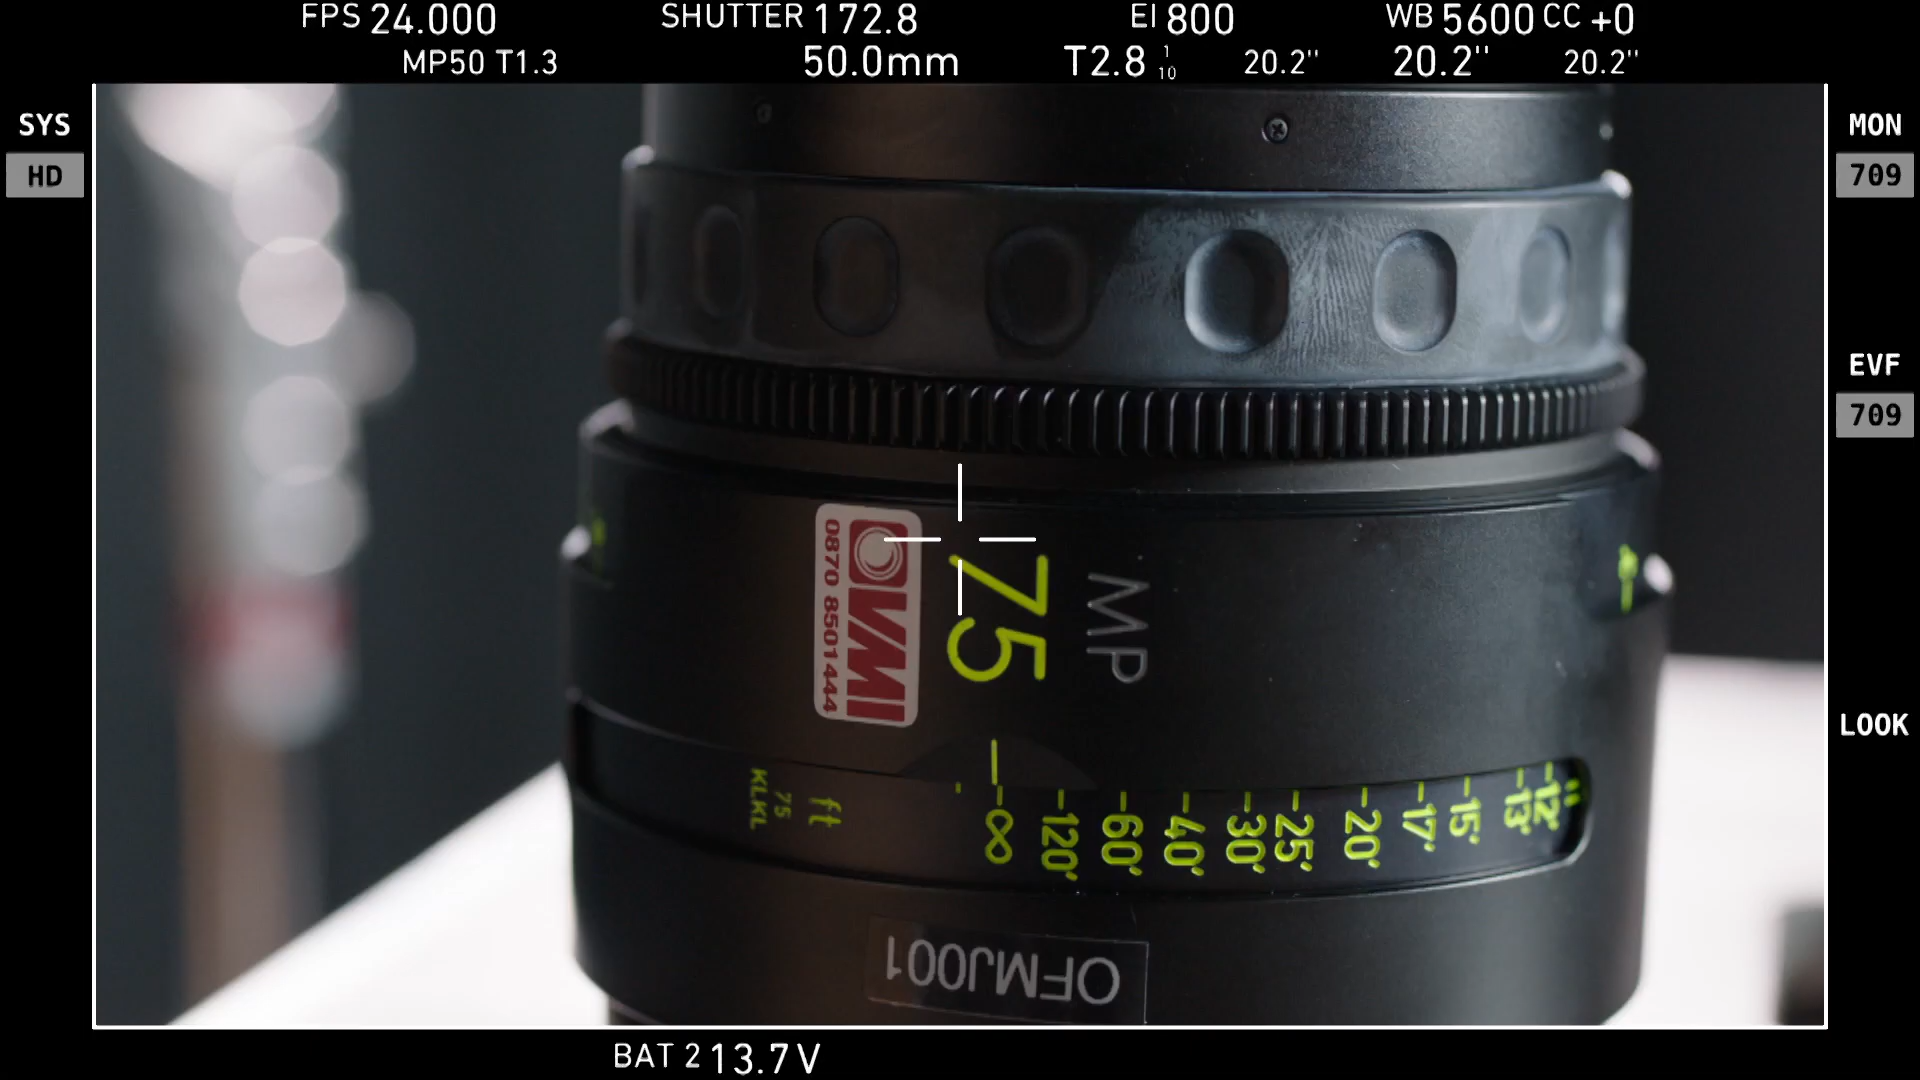 FPS 24.000 SHUTTER 172.8 EI 800 WB 5600 CC +0
MP50 T1.3 50.0mm T2.8 1/10 20.2" 20.2" 20.2"
SYS
HD
MON
709
EVF
709
LOOK
VMI
0870 8501444
75
MP
KLKL
75
ft
∞ 120' 60' 40' 30' 25' 20' 17' 15' 13' 12'
OFMJ001
BAT 2 13.7 V